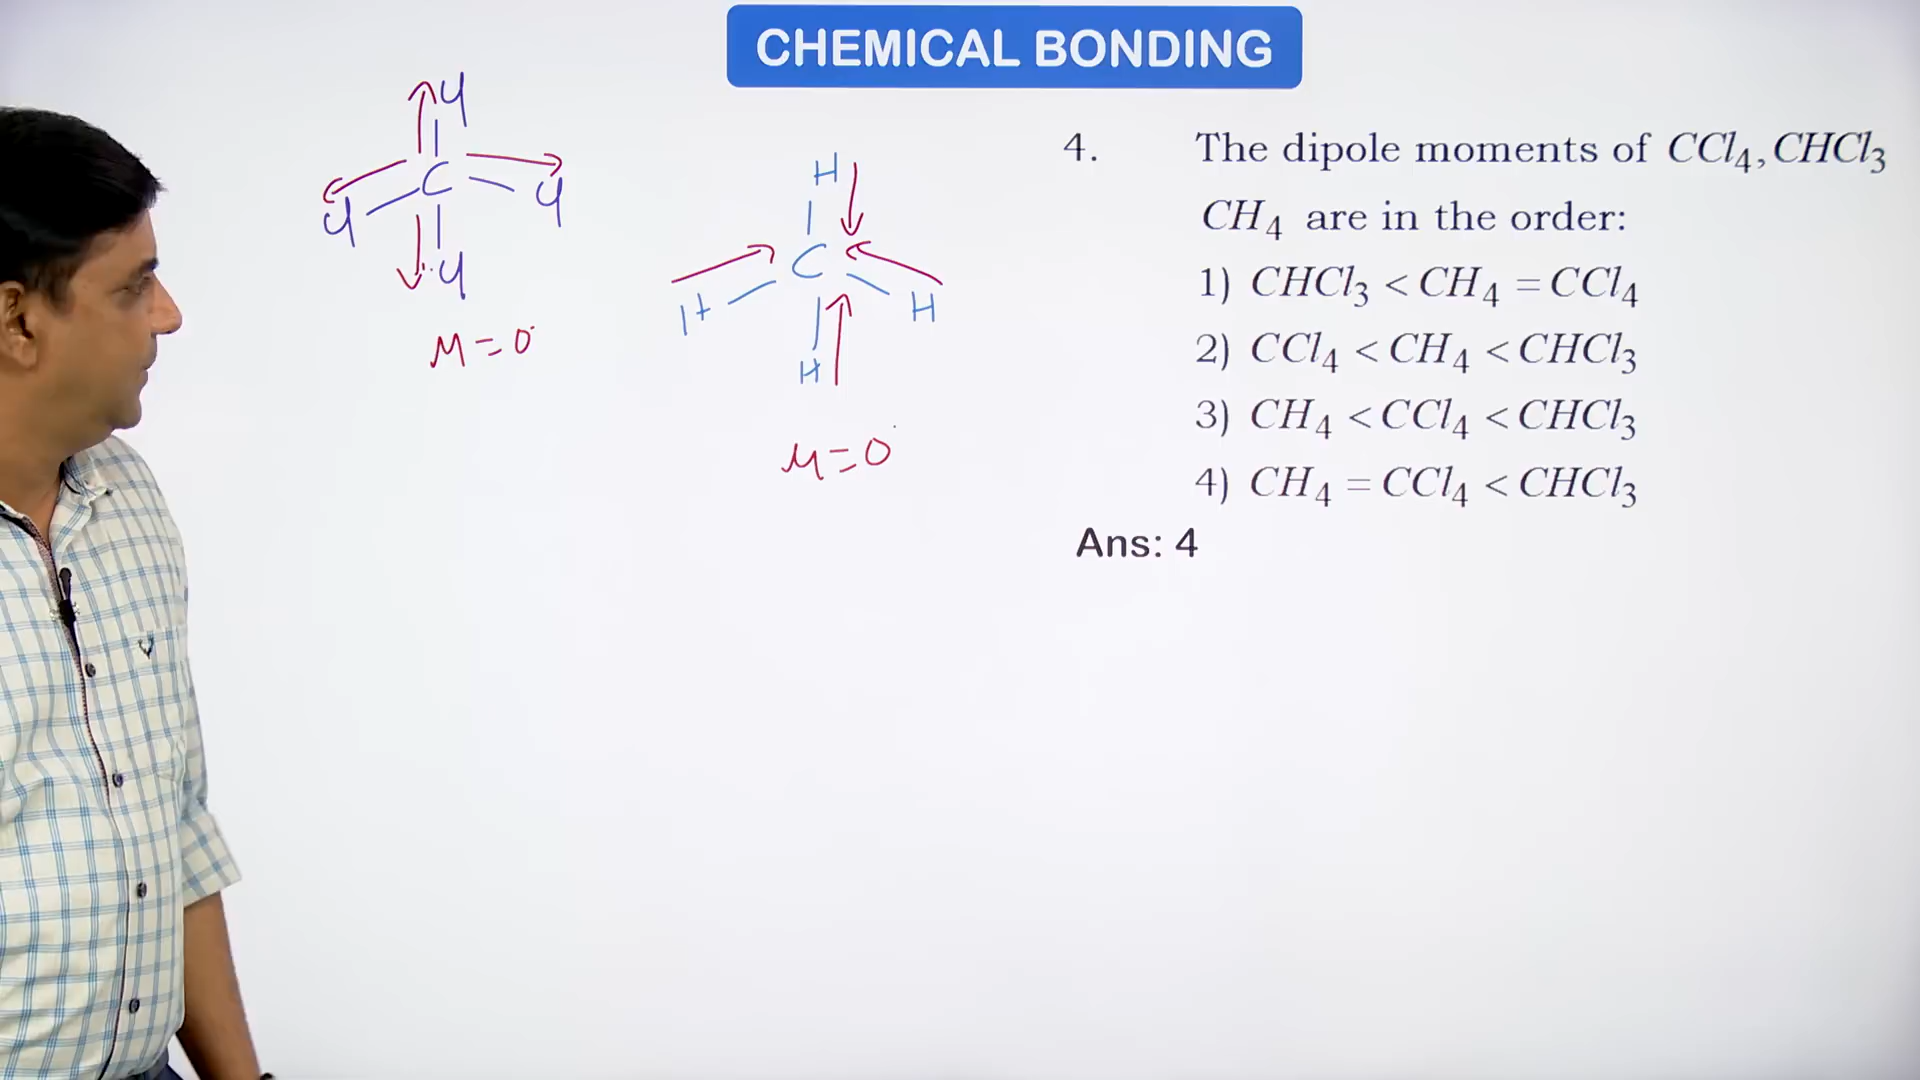 CHEMICAL BONDING
4. The dipole moments of CCl₄, CHCl₃
CH₄ are in the order:
1) CHCl₃ < CH₄ = CCl₄
2) CCl₄ < CH₄ < CHCl₃
3) CH₄ < CCl₄ < CHCl₃
4) CH₄ = CCl₄ < CHCl₃
Ans: 4
Cl
Cl C Cl
Cl
μ = 0
H
C
H H
H
μ = 0